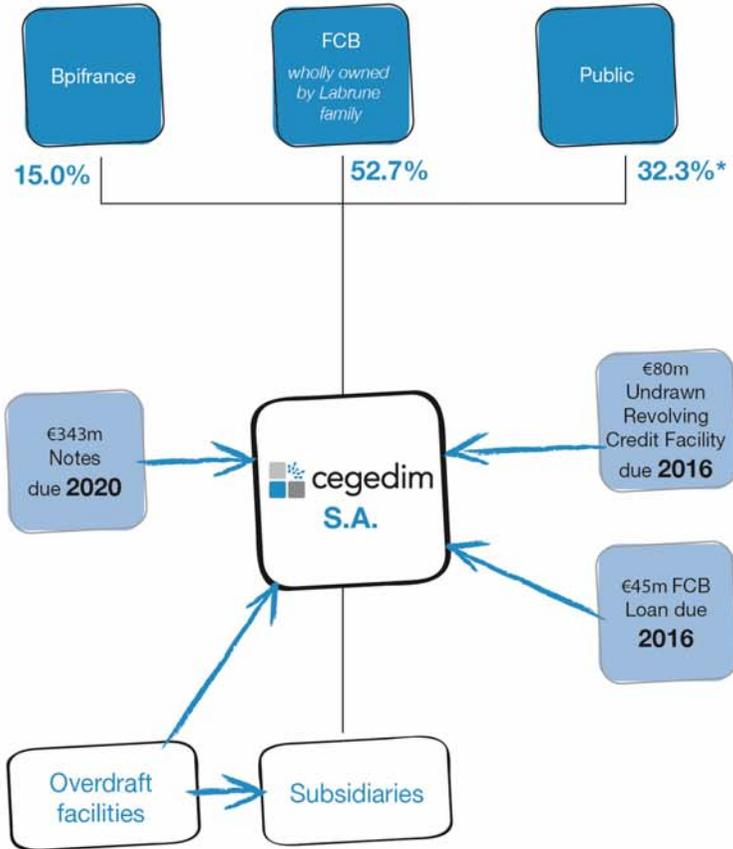 Bpifrance
FCB
wholly owned
by Labrune
family
Public
15.0%
52.7%
32.3%*
€343m
Notes
due 2020
cegedim
S.A.
€80m
Undrawn
Revolving
Credit Facility
due 2016
€45m FCB
Loan due
2016
Overdraft
facilities
Subsidiaries